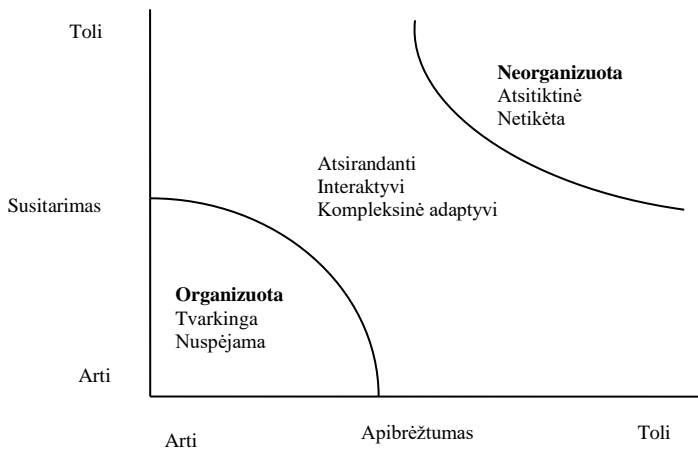 Toli
Neorganizuota
Atsitiktinė
Netikėta
Atsirandanti
Interaktyvi
Kompleksinė adaptyvi
Susitarimas
Organizuota
Tvarkinga
Nuspėjama
Arti
Arti
Apibrėžtumas
Toli